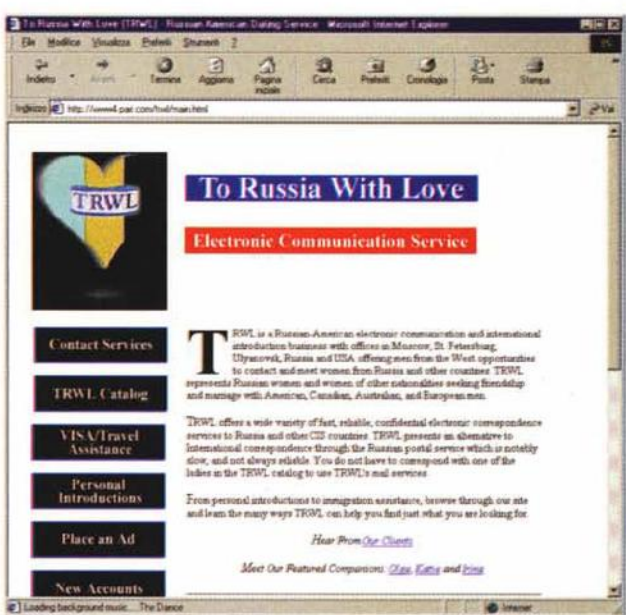 To Russia With Love (TRWL) - Russian American Dating Service - Microsoft Internet Explorer
File Modifica Visualizza Preferiti Strumenti ?
Indietro Avanti Termina Aggiorna Pagina iniziale Cerca Preferiti Cronologia Posta Stampa
Indirizzo http://www4.pair.com/trwl/main.html Vai
TRWL
To Russia With Love
Electronic Communication Service
Contact Services
TRWL Catalog
VISA/Travel
Assistance
Personal
Introductions
Place an Ad
New Accounts
TRWL is a Russian-American electronic communication and international
introduction business with offices in Moscow, St. Petersburg,
Ulyanovsk, Russia and USA offering men from the West opportunities
to contact and meet women from Russia and other countries. TRWL
represents Russian women and women of other nationalities seeking friendship
and marriage with American, Canadian, Australian, and European men.
TRWL offers a wide variety of fast, reliable, confidential electronic correspondence
services to Russia and other CIS countries. TRWL presents an alternative to
International correspondence through the Russian postal service which is notably
slow, and not always reliable. You do not have to correspond with one of the
ladies in the TRWL catalog to use TRWL's mail services.
From personal introductions to immigration assistance, browse through our site
and learn the many ways TRWL can help you find just what you are looking for.
Hear From Our Clients
Meet Our Featured Companions: Olga, Katia and Irina
Loading background music... The Dance
Internet